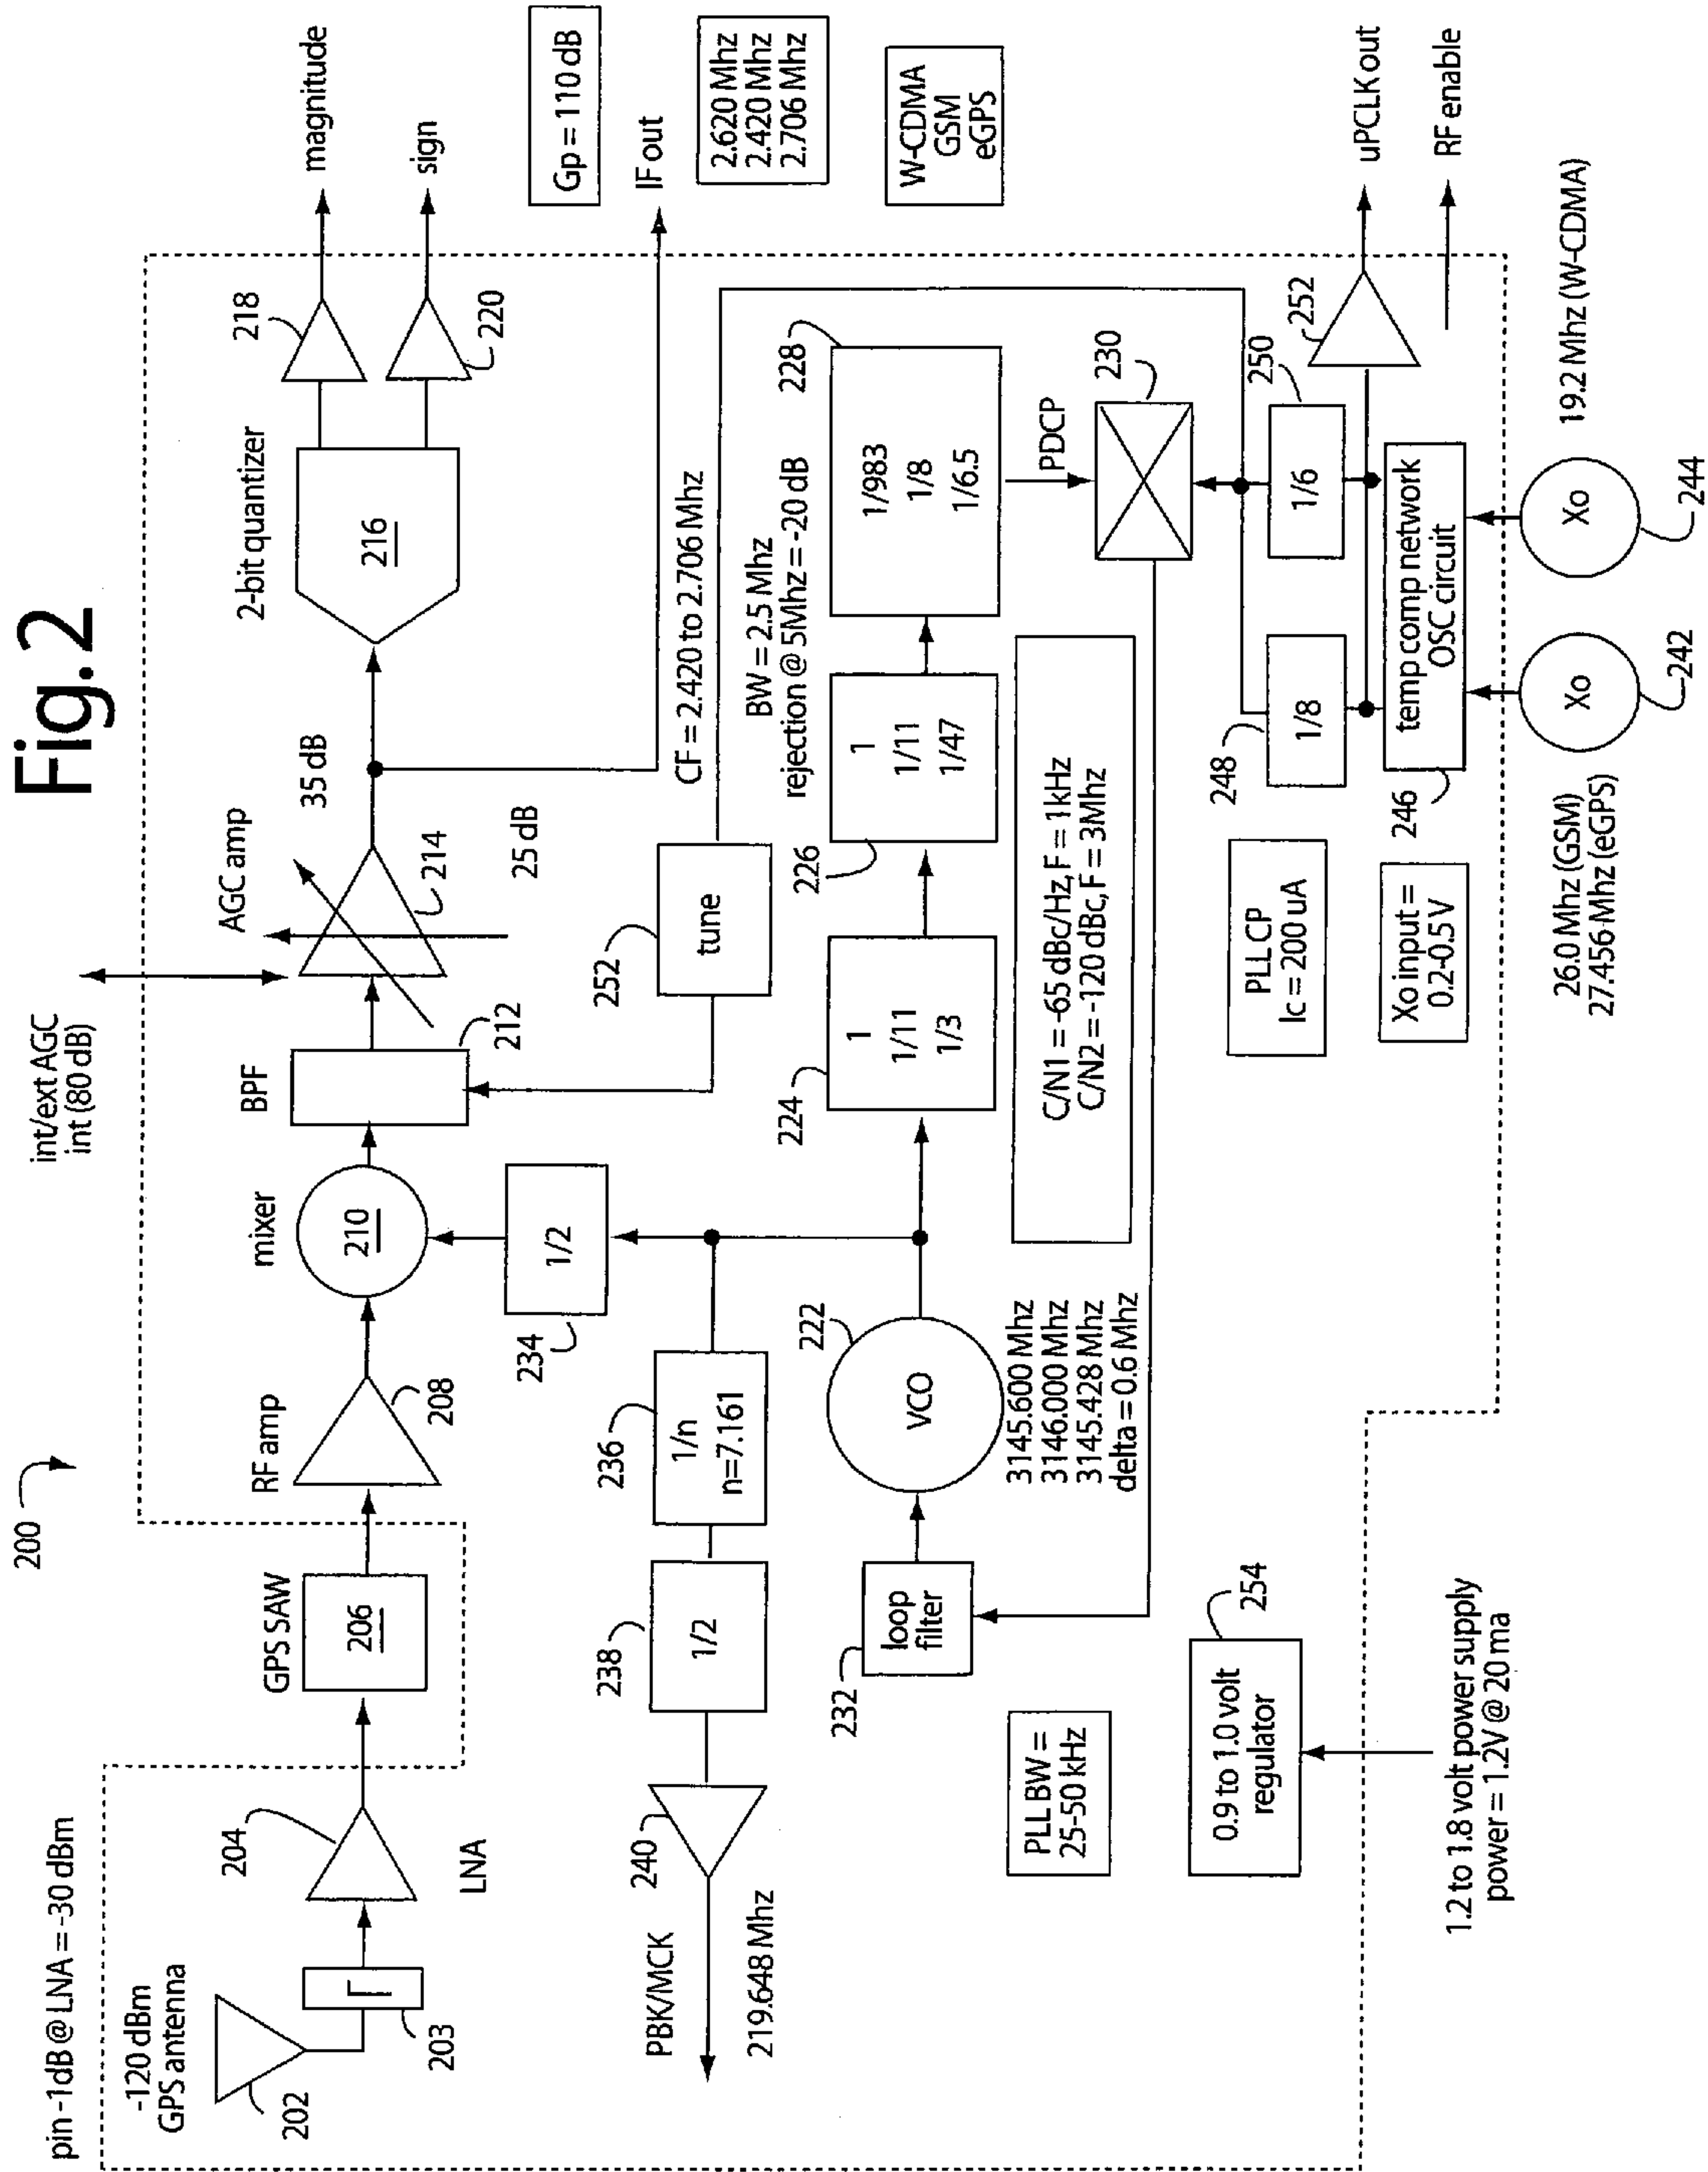 Fig. 2
200
pin -1dB @ LNA = -30 dBm
-120 dBm
GPS antenna
202
203
204
LNA
GPS SAW
206
RF amp
208
mixer
210
int/ext AGC
int (80 dB)
BPF
212
AGC amp
35 dB
214
25 dB
2-bit quantizer
216
218
220
magnitude
sign
Gp = 110 dB
IF out
2.620 Mhz
2.420 Mhz
2.706 Mhz
W-CDMA
GSM
eGPS
CF = 2.420 to 2.706 Mhz
BW = 2.5 Mhz
rejection @ 5Mhz = -20 dB
252
tune
234
1/2
236
1/n
n=7.161
238
1/2
240
PBK/MCK
219.648 Mhz
222
VCO
3145.600 Mhz
3146.000 Mhz
3145.428 Mhz
delta = 0.6 Mhz
232
loop
filter
224
1
1/11
1/3
226
1
1/11
1/47
228
1/983
1/8
1/6.5
PDCP
230
C/N1 = -65 dBc/Hz, F = 1kHz
C/N2 = -120 dBc, F = 3Mhz
PLL BW =
25-50 kHz
254
0.9 to 1.0 volt
regulator
1.2 to 1.8 volt power supply
power = 1.2V @ 20 ma
PLL CP
Ic = 200 uA
Xo input =
0.2-0.5 V
248
1/8
250
1/6
252
uPCLK out
RF enable
246
temp comp network
OSC circuit
Xo
242
Xo
244
26.0 Mhz (GSM)
27.456 Mhz (eGPS)
19.2 Mhz (W-CDMA)